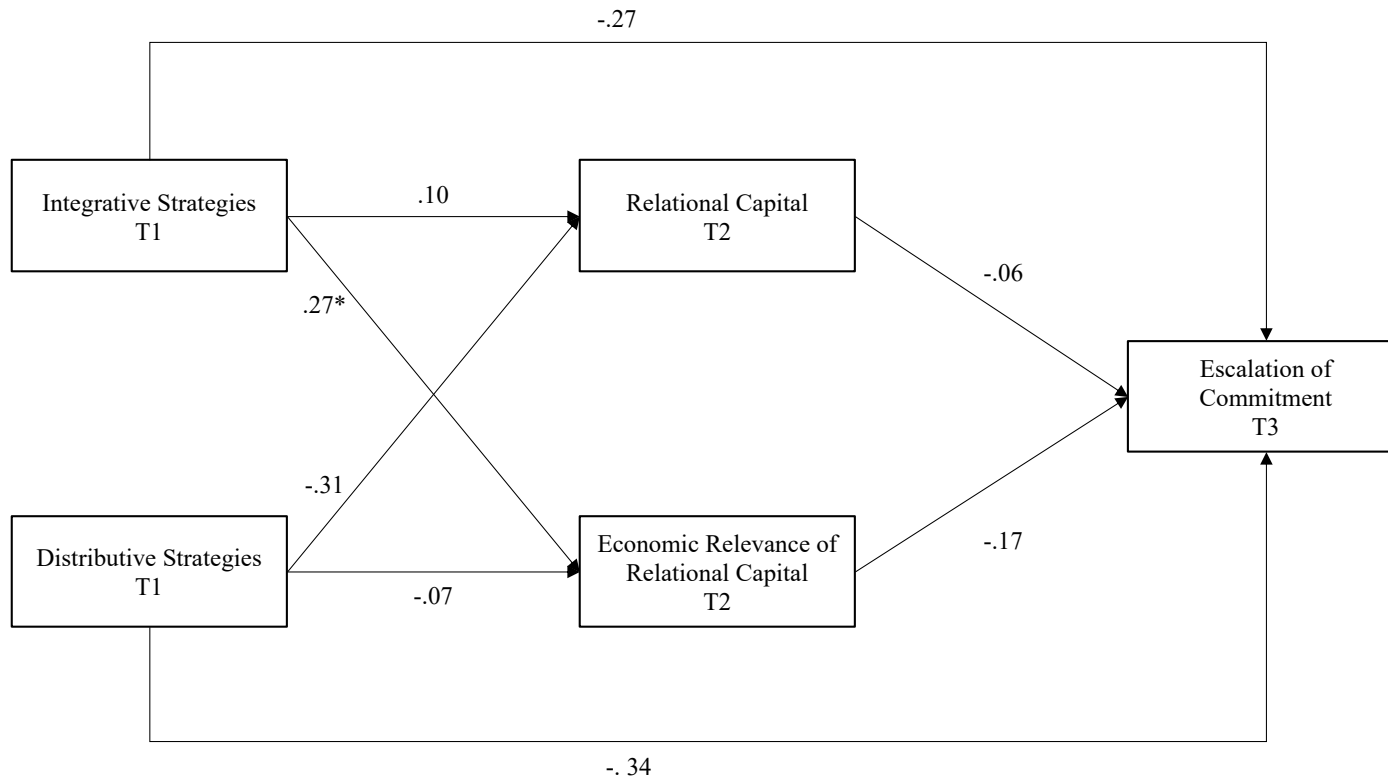 -.27
Integrative Strategies
T1
.10
Relational Capital
T2
.27*
-.06
Escalation of
Commitment
T3
-.31
Distributive Strategies
T1
-.07
Economic Relevance of
Relational Capital
T2
-.17
-. 34